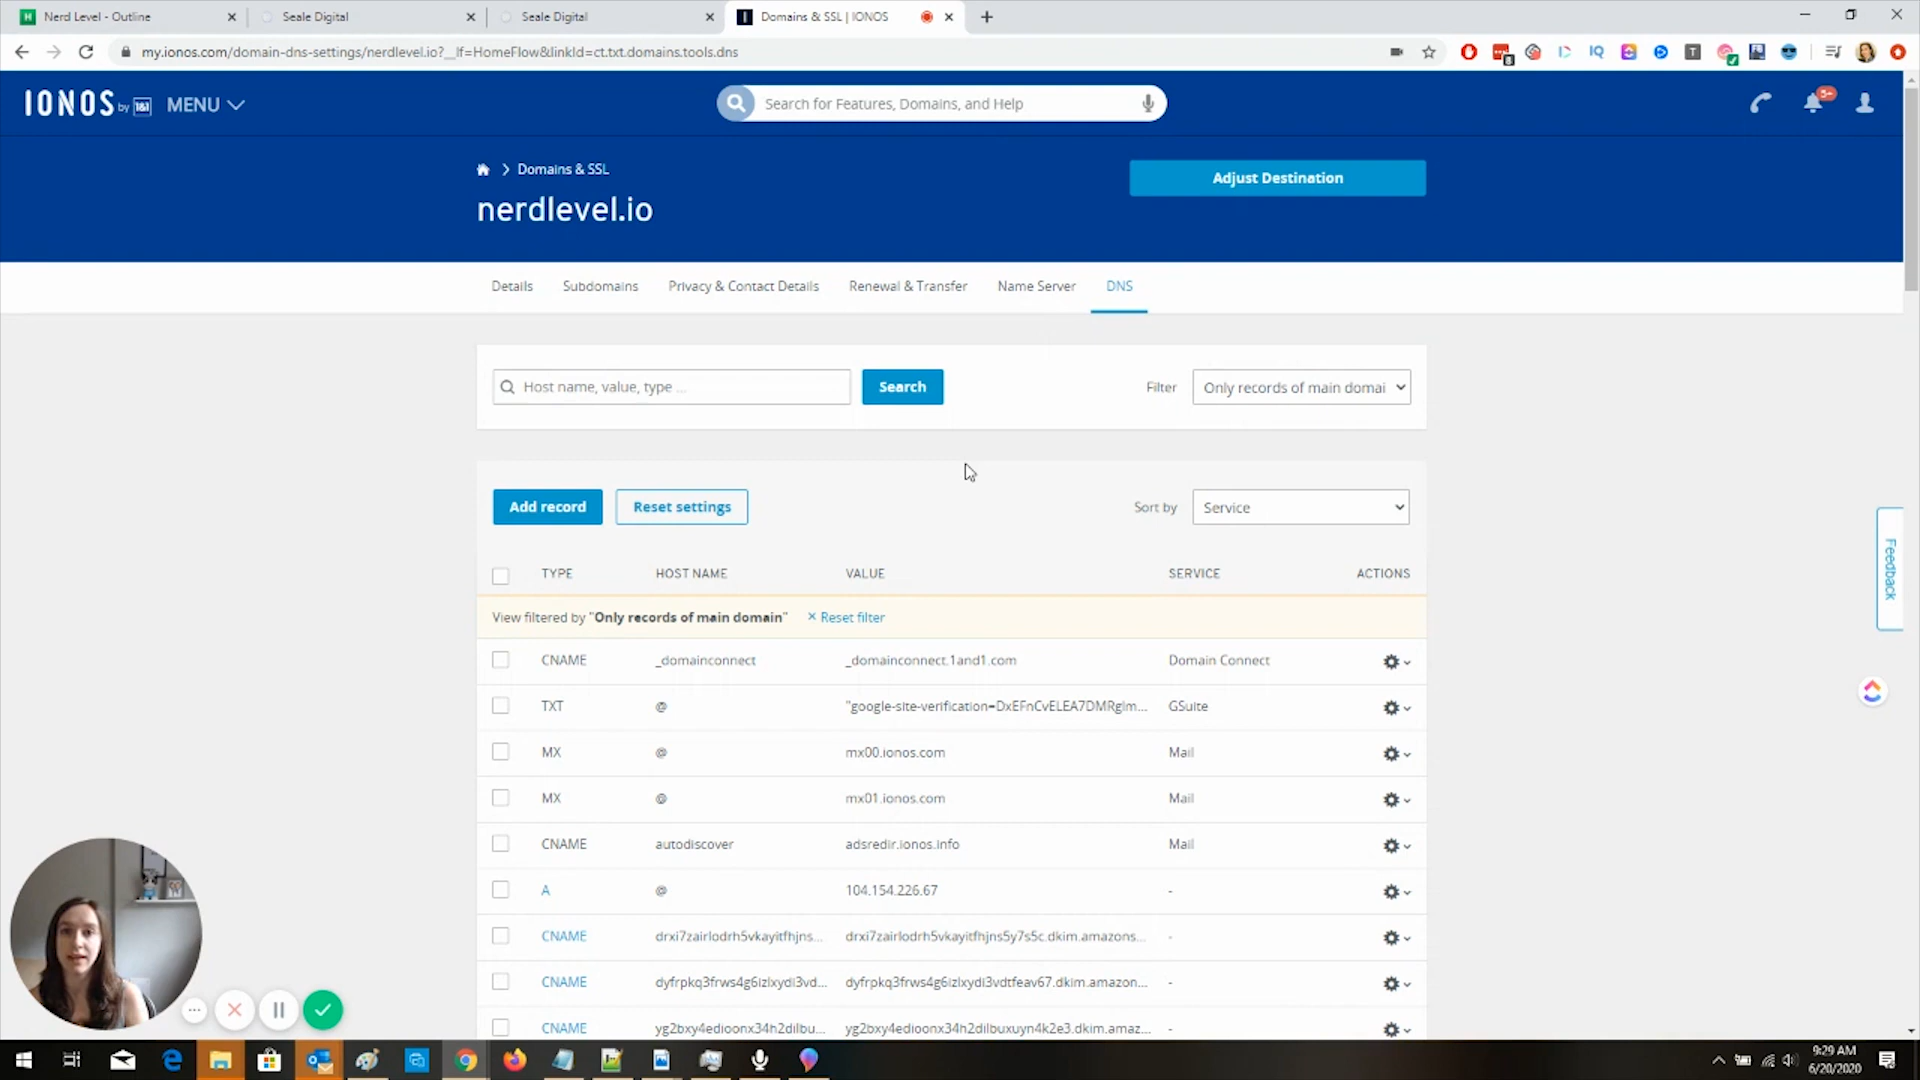 Nerd Level - Outline
Seale Digital
Seale Digital
Domains & SSL | IONOS
my.ionos.com/domain-dns-settings/nerdlevel.io?__lf=HomeFlow&linkId=ct.txt.domains.tools.dns
IONOS by 1&1 MENU
Search for Features, Domains, and Help
5+
Domains & SSL
Adjust Destination
nerdlevel.io
Details Subdomains Privacy & Contact Details Renewal & Transfer Name Server DNS
Host name, value, type ... Search Filter Only records of main domai
Add record Reset settings Sort by Service
TYPE HOST NAME VALUE SERVICE ACTIONS
View filtered by "Only records of main domain" × Reset filter
CNAME _domainconnect _domainconnect.1and1.com Domain Connect
TXT @ "google-site-verification=DxEFnCvELEA7DMRglm... GSuite
MX @ mx00.ionos.com Mail
MX @ mx01.ionos.com Mail
CNAME autodiscover adsredir.ionos.info Mail
A @ 104.154.226.67 -
CNAME drxi7zairlodrh5vkayitfhjns... drxi7zairlodrh5vkayitfhjns5y7s5c.dkim.amazons... -
CNAME dyfrpkq3frws4g6izlxydi3vd... dyfrpkq3frws4g6izlxydi3vdtfeav67.dkim.amazon... -
CNAME yg2bxy4edioonx34h2dilbu... yg2bxy4edioonx34h2dilbuxuyn4k2e3.dkim.amaz... -
Feedback
9:29 AM
6/20/2020